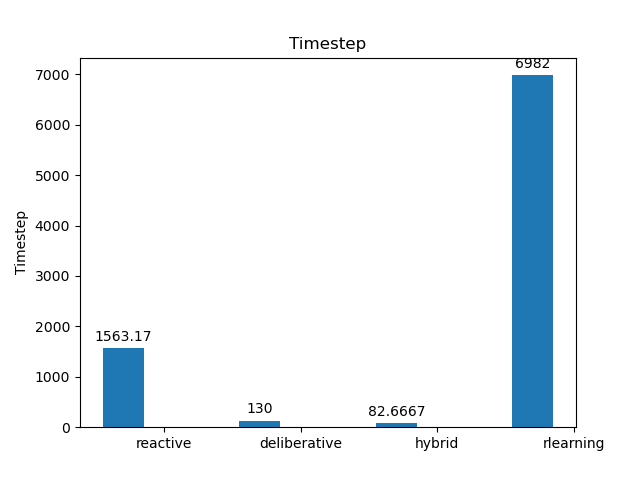 Timestep
6982
7000
6000
5000
4000
3000
2000
1000
0
Timestep
1563.17
130
82.6667
reactive
deliberative
hybrid
rlearning